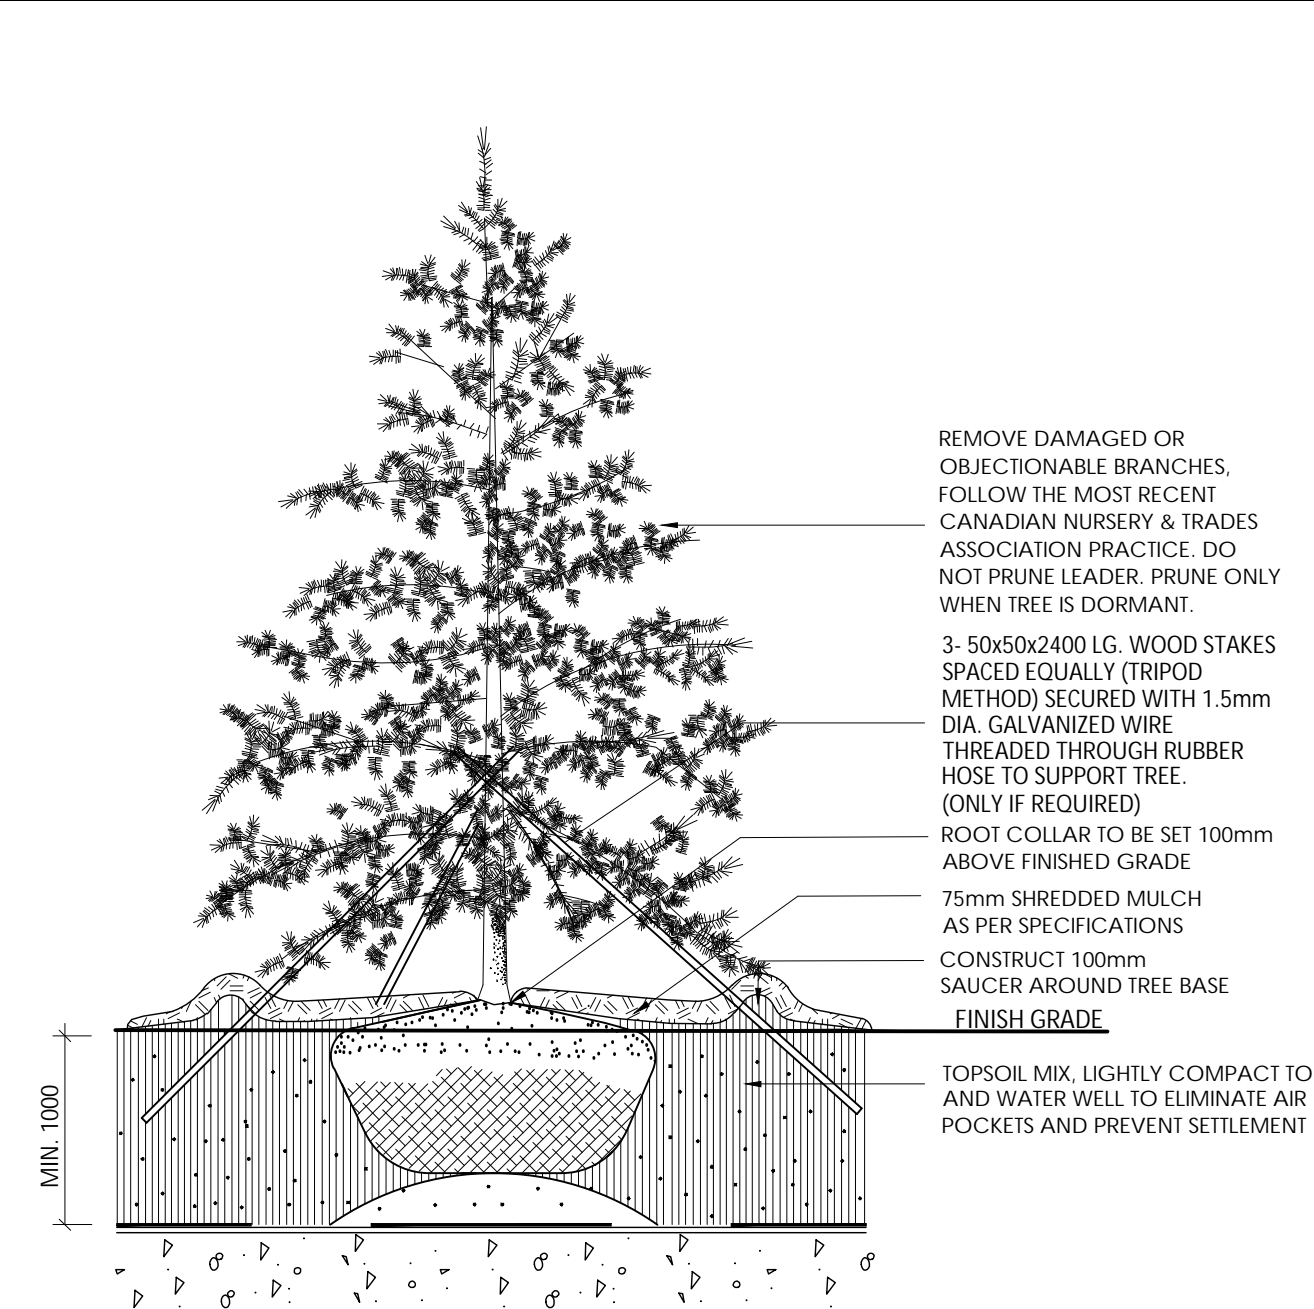 REMOVE DAMAGED OR
OBJECTIONABLE BRANCHES,
FOLLOW THE MOST RECENT
CANADIAN NURSERY & TRADES
ASSOCIATION PRACTICE. DO
NOT PRUNE LEADER. PRUNE ONLY
WHEN TREE IS DORMANT.
3- 50x50x2400 LG. WOOD STAKES
SPACED EQUALLY (TRIPOD
METHOD) SECURED WITH 1.5mm
DIA. GALVANIZED WIRE
THREADED THROUGH RUBBER
HOSE TO SUPPORT TREE.
(ONLY IF REQUIRED)
ROOT COLLAR TO BE SET 100mm
ABOVE FINISHED GRADE
75mm SHREDDED MULCH
AS PER SPECIFICATIONS
CONSTRUCT 100mm
SAUCER AROUND TREE BASE
FINISH GRADE
TOPSOIL MIX, LIGHTLY COMPACT TO
AND WATER WELL TO ELIMINATE AIR
POCKETS AND PREVENT SETTLEMENT
MIN. 1000